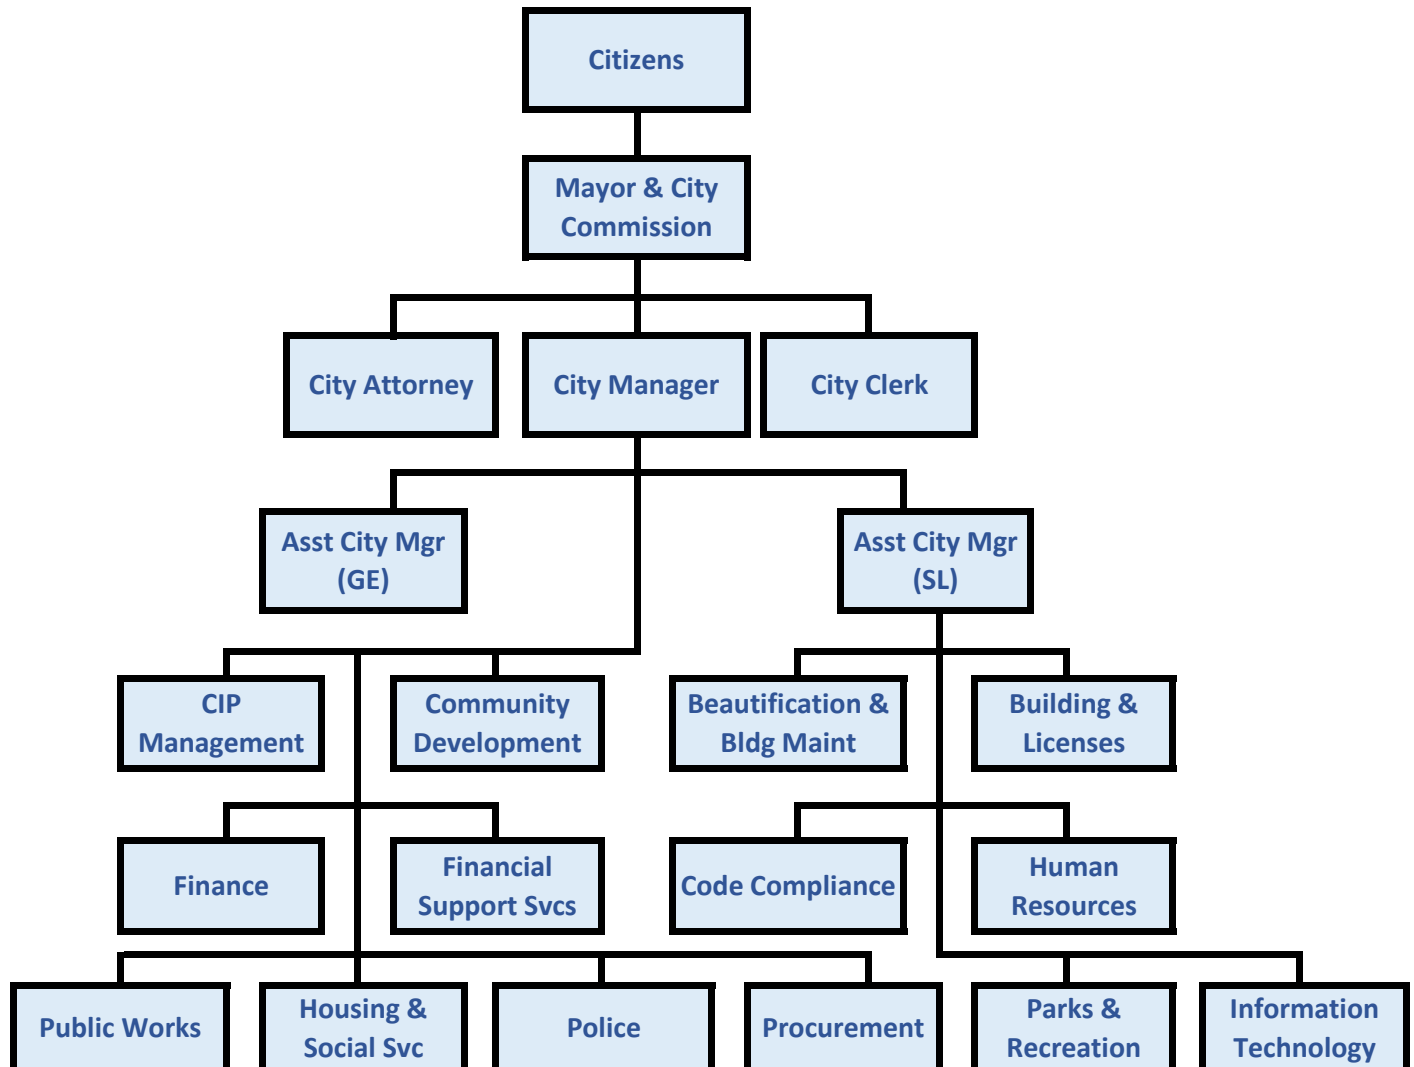 Citizens
Mayor & City
Commission
City Attorney
City Manager
City Clerk
Asst City Mgr
(GE)
Asst City Mgr
(SL)
CIP
Management
Community
Development
Beautification &
Bldg Maint
Building &
Licenses
Finance
Financial
Support Svcs
Code Compliance
Human
Resources
Public Works
Housing &
Social Svc
Police
Procurement
Parks &
Recreation
Information
Technology